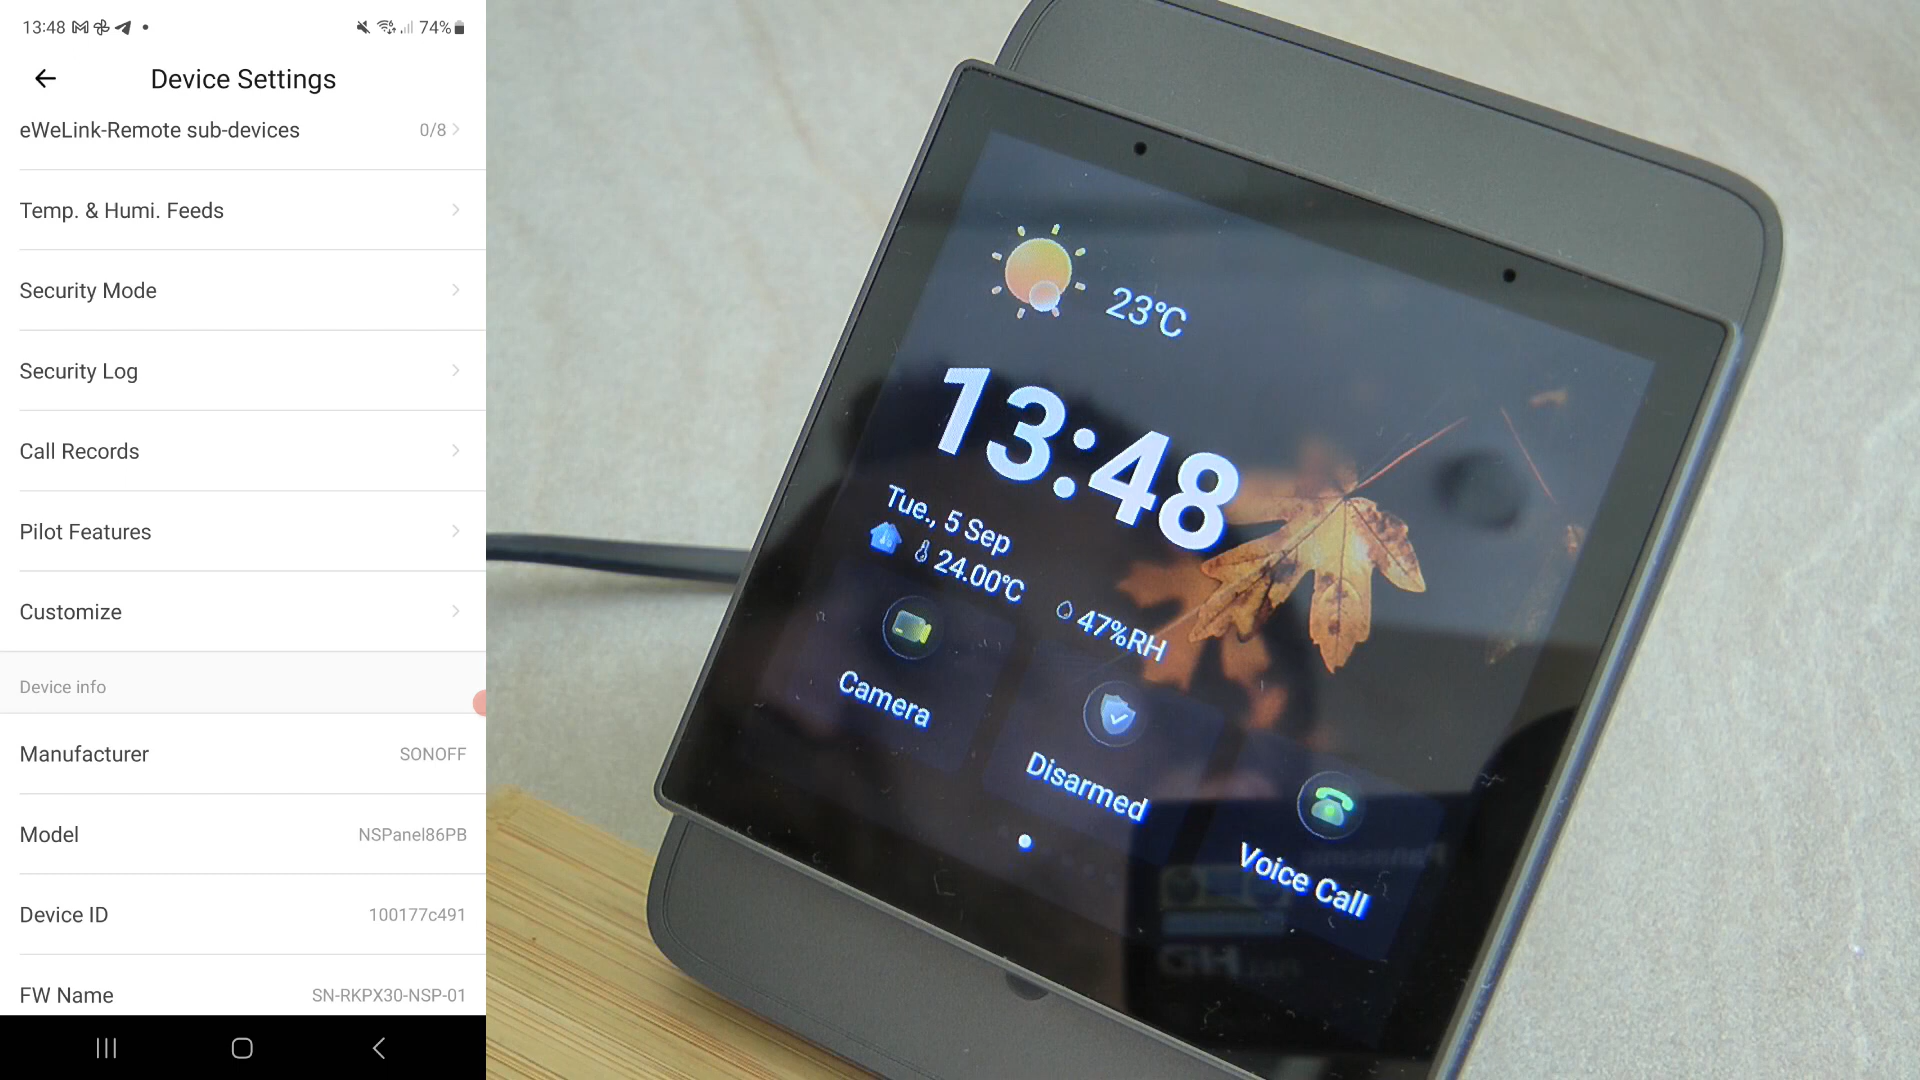 13:48
74%
Device Settings
eWeLink-Remote sub-devices 0/8
Temp. & Humi. Feeds
Security Mode
Security Log
Call Records
Pilot Features
Customize
Device info
Manufacturer SONOFF
Model NSPanel86PB
Device ID 100177c491
FW Name SN-RKPX30-NSP-01
23°C
13:48
Tue., 5 Sep
24.00°C 47%RH
Camera
Disarmed
Voice Call
Panasonic
HD